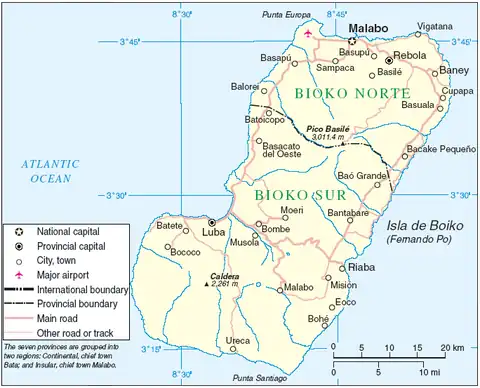 8°30'
8°45'
Punta Europa
Malabo
Vigatana
3°45'
3°45'
Basupú
Rebola
Basapú
Sampaca
Basilé
Baney
Balorei
Cupapa
BIOKO NORTE
Basuala
Batoicopo
Pico Basilé
3,011.4 m
Basacato
del Oeste
Bacake Pequeño
ATLANTIC
OCEAN
Baó Grande
3°30'
3°30'
BIOKO SUR
Moeri
Bantabare
Isla de Boiko
(Fernando Po)
Batete
Luba
Bombe
Musola
Bococo
Riaba
Caldera
2,261 m
Malabo
Mision
Eoco
Bohé
Ureca
3°15'
Punta Santiago
8°30'
8°45'
National capital
Provincial capital
City, town
Major airport
International boundary
Provincial boundary
Main road
Other road or track
The seven provinces are grouped into
two regions: Continental, chief town
Bata; and Insular, chief town Malabo.
0 5 10 15 20 km
0 5 10 mi